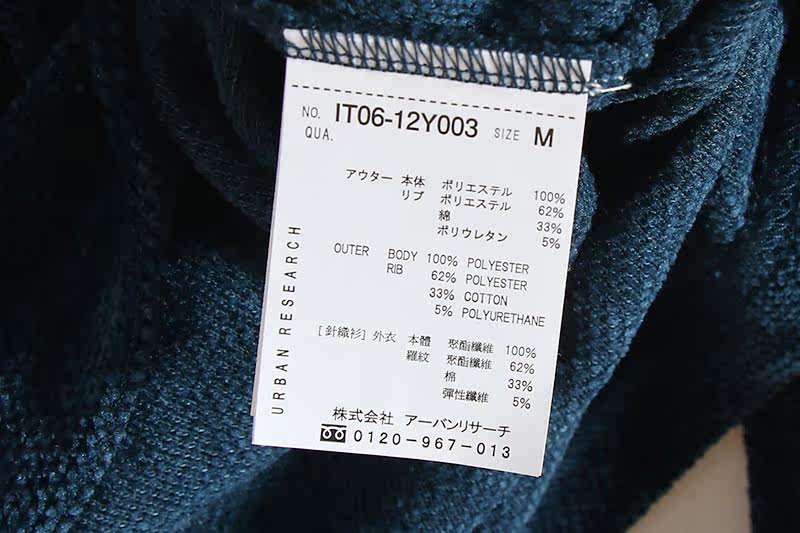 NO. IT06-12Y003 SIZE M
QUA.
アウター 本体 ポリエステル 100%
リブ ポリエステル 62%
綿 33%
ポリウレタン 5%
OUTER BODY 100% POLYESTER
RIB 62% POLYESTER
33% COTTON
5% POLYURETHANE
[針織衫] 外衣 本體 聚酯纖維 100%
羅紋 聚酯纖維 62%
棉 33%
彈性纖維 5%
URBAN RESEARCH
株式会社 アーバンリサーチ
0120-967-013